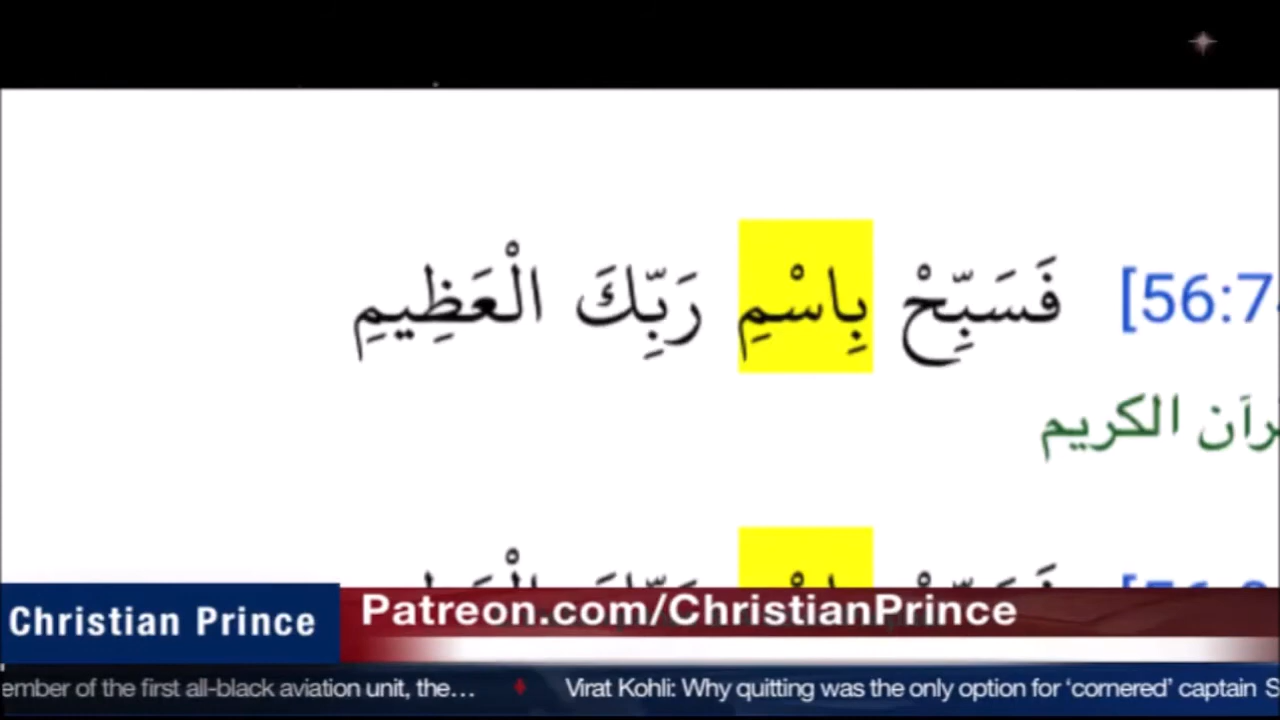 [56:7 فَسَبِّحْ بِاسْمِ رَبِّكَ الْعَظِيمِ
الكريم
Christian Prince
Patreon.com/ChristianPrince
ember of the first all-black aviation unit, the... ♦ Virat Kohli: Why quitting was the only option for ‘cornered’ captain S